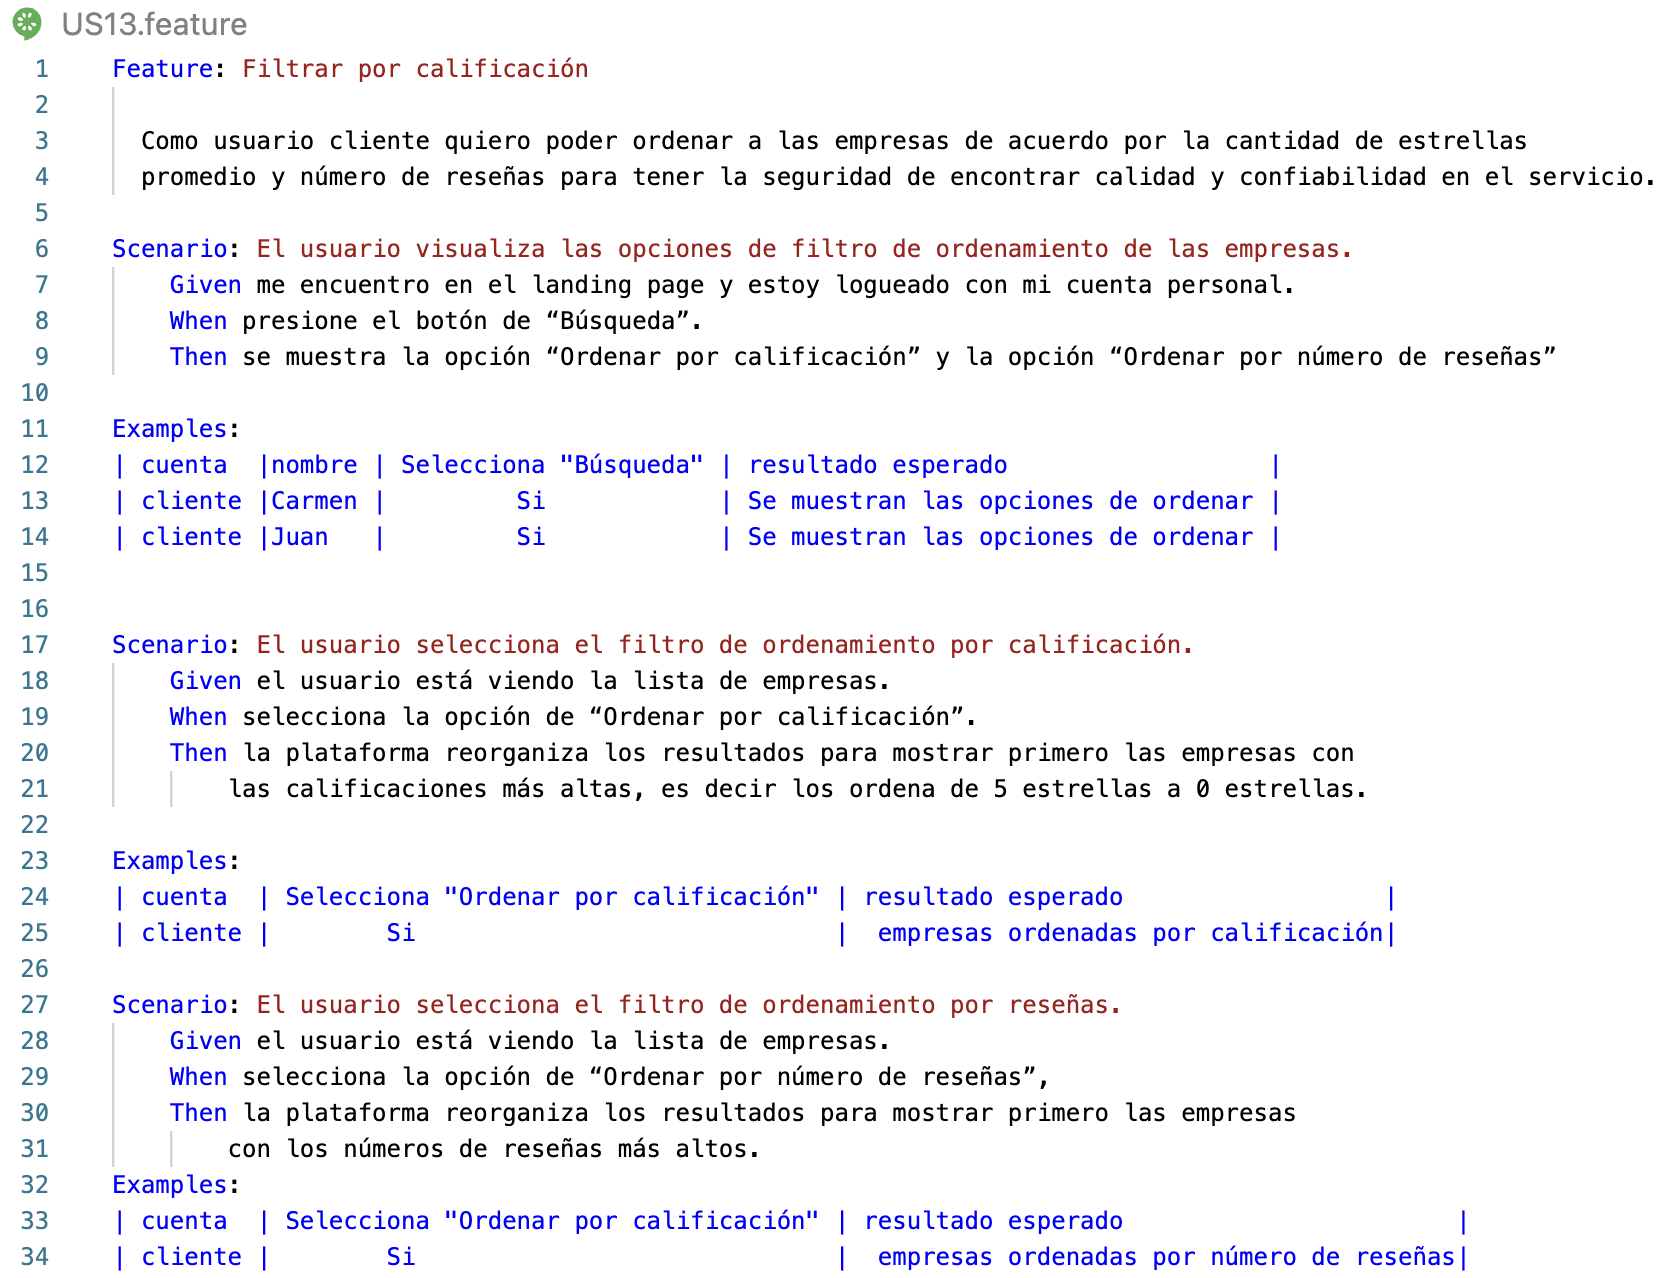 US13.feature
1 Feature: Filtrar por calificación
2
3 Como usuario cliente quiero poder ordenar a las empresas de acuerdo por la cantidad de estrellas
4 promedio y número de reseñas para tener la seguridad de encontrar calidad y confiabilidad en el servicio.
5
6 Scenario: El usuario visualiza las opciones de filtro de ordenamiento de las empresas.
7 Given me encuentro en el landing page y estoy logueado con mi cuenta personal.
8 When presione el botón de “Búsqueda”.
9 Then se muestra la opción “Ordenar por calificación” y la opción “Ordenar por número de reseñas”
10
11 Examples:
12 | cuenta |nombre | Selecciona "Búsqueda" | resultado esperado |
13 | cliente |Carmen | Si | Se muestran las opciones de ordenar |
14 | cliente |Juan | Si | Se muestran las opciones de ordenar |
15
16
17 Scenario: El usuario selecciona el filtro de ordenamiento por calificación.
18 Given el usuario está viendo la lista de empresas.
19 When selecciona la opción de “Ordenar por calificación”.
20 Then la plataforma reorganiza los resultados para mostrar primero las empresas con
21 las calificaciones más altas, es decir los ordena de 5 estrellas a 0 estrellas.
22
23 Examples:
24 | cuenta | Selecciona "Ordenar por calificación" | resultado esperado |
25 | cliente | Si | empresas ordenadas por calificación|
26
27 Scenario: El usuario selecciona el filtro de ordenamiento por reseñas.
28 Given el usuario está viendo la lista de empresas.
29 When selecciona la opción de “Ordenar por número de reseñas”,
30 Then la plataforma reorganiza los resultados para mostrar primero las empresas
31 con los números de reseñas más altos.
32 Examples:
33 | cuenta | Selecciona "Ordenar por calificación" | resultado esperado |
34 | cliente | Si | empresas ordenadas por número de reseñas|